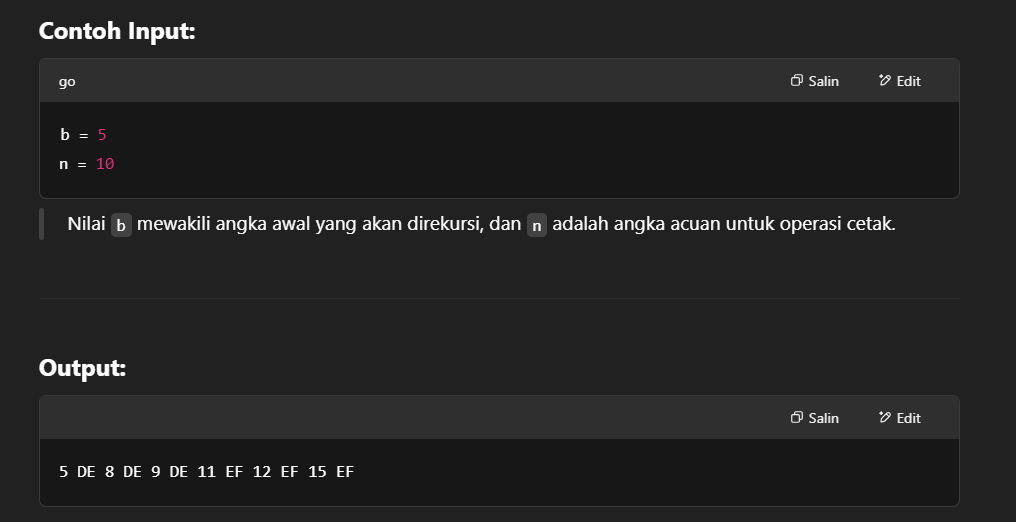 Contoh Input:
go
Salin
Edit
b = 5
n = 10
Nilai b mewakili angka awal yang akan direkursi, dan n adalah angka acuan untuk operasi cetak.
Output:
Salin
Edit
5 DE 8 DE 9 DE 11 EF 12 EF 15 EF